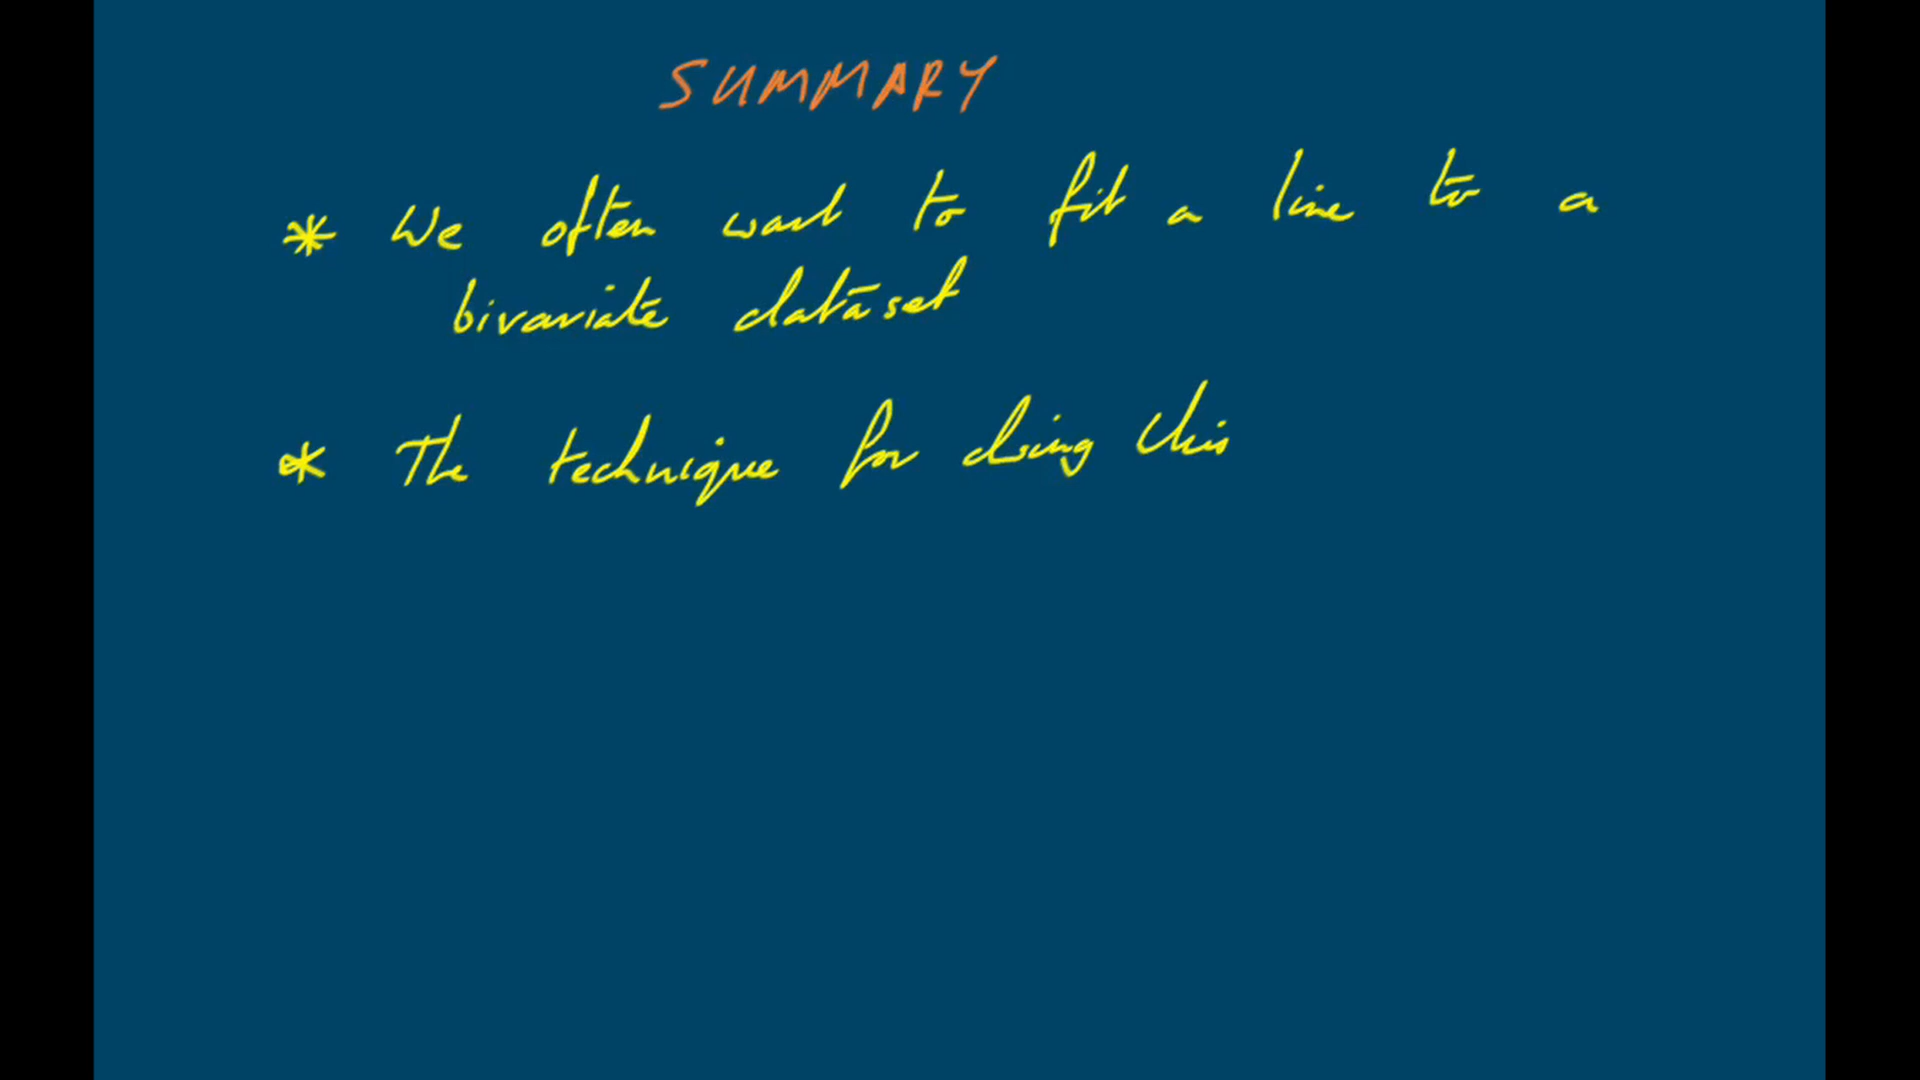 SUMMARY
* We often want to fit a line to a
bivariate dataset
* The technique for doing this